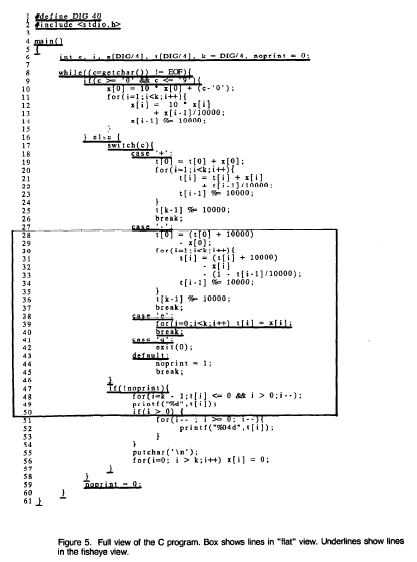 1 #define DIG 40
2 #include <stdio.h>
3
4 main()
5 {
6 int c, i, x[DIG/4], t[DIG/4], k = DIG/4, noprint = 0;
7
8 while((c=getchar()) != EOF){
9 if(c >= '0' && c <= '9'){
10 x[0] = 10 * x[0] + (c-'0');
11 for(i=1;i<k;i++){
12 x[i] = 10 * x[i]
13 + x[i-1]/10000;
14 x[i-1] %= 10000;
15 }
16 } else {
17 switch(c){
18 case '+':
19 t[0] = t[0] + x[0];
20 for(i=1;i<k;i++){
21 t[i] = t[i] + x[i]
22 + t[i-1]/10000;
23 t[i-1] %= 10000;
24 }
25 t[k-1] %= 10000;
26 break;
27 case '-':
28 t[0] = (t[0] + 10000)
29 - x[0];
30 for(i=1;i<k;i++){
31 t[i] = (t[i] + 10000)
32 - x[i]
33 - (1 - t[i-1]/10000);
34 t[i-1] %= 10000;
35 }
36 t[k-1] %= 10000;
37 break;
38 case 'e':
39 for(i=0;i<k;i++) t[i] = x[i];
40 break;
41 case 'q':
42 exit(0);
43 default:
44 noprint = 1;
45 break;
46 }
47 if(!noprint){
48 for(i=k - 1;t[i] <= 0 && i > 0;i--);
49 printf("%d",t[i]);
50 if(i > 0) {
51 for(i-- ; i >= 0; i--){
52 printf("%04d",t[i]);
53 }
54 }
55 putchar('\n');
56 for(i=0; i > k;i++) x[i] = 0;
57 }
58 }
59 noprint = 0;
60 }
61 }
Figure 5. Full view of the C program. Box shows lines in "flat" view. Underlines show lines
in the fisheye view.